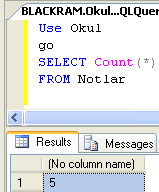 BLACKRAM.Okul...QLQuer
Use Okul
go
SELECT Count(*)
FROM Notlar
Results Messages
(No column name)
1 5